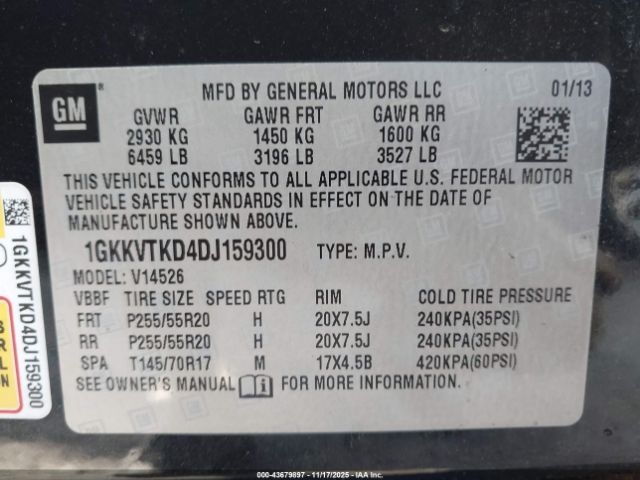 GM
®
MFD BY GENERAL MOTORS LLC 01/13
GVWR GAWR FRT GAWR RR
2930 KG 1450 KG 1600 KG
6459 LB 3196 LB 3527 LB
THIS VEHICLE CONFORMS TO ALL APPLICABLE U.S. FEDERAL MOTOR
VEHICLE SAFETY STANDARDS IN EFFECT ON THE DATE OF
MANUFACTURE SHOWN ABOVE.
1GKKVTKD4DJ159300 TYPE: M.P.V.
MODEL: V14526
VBBF TIRE SIZE SPEED RTG RIM COLD TIRE PRESSURE
FRT P255/55R20 H 20X7.5J 240KPA(35PSI)
RR P255/55R20 H 20X7.5J 240KPA(35PSI)
SPA T145/70R17 M 17X4.5B 420KPA(60PSI)
SEE OWNER'S MANUAL i FOR MORE INFORMATION.
1GKKVTKD4DJ159300
000-43679897 - 11/17/2025 - IAAI.com